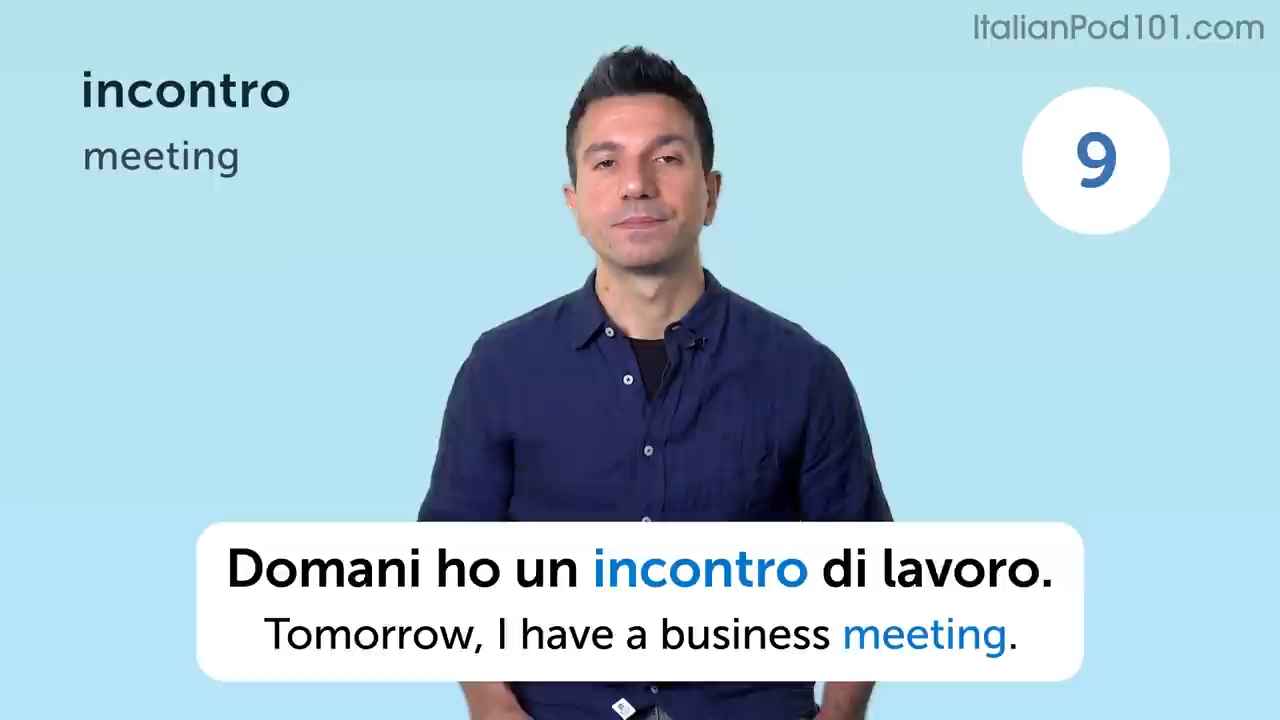 ItalianPod101.com
incontro
meeting
9
Domani ho un incontro di lavoro.
Tomorrow, I have a business meeting.